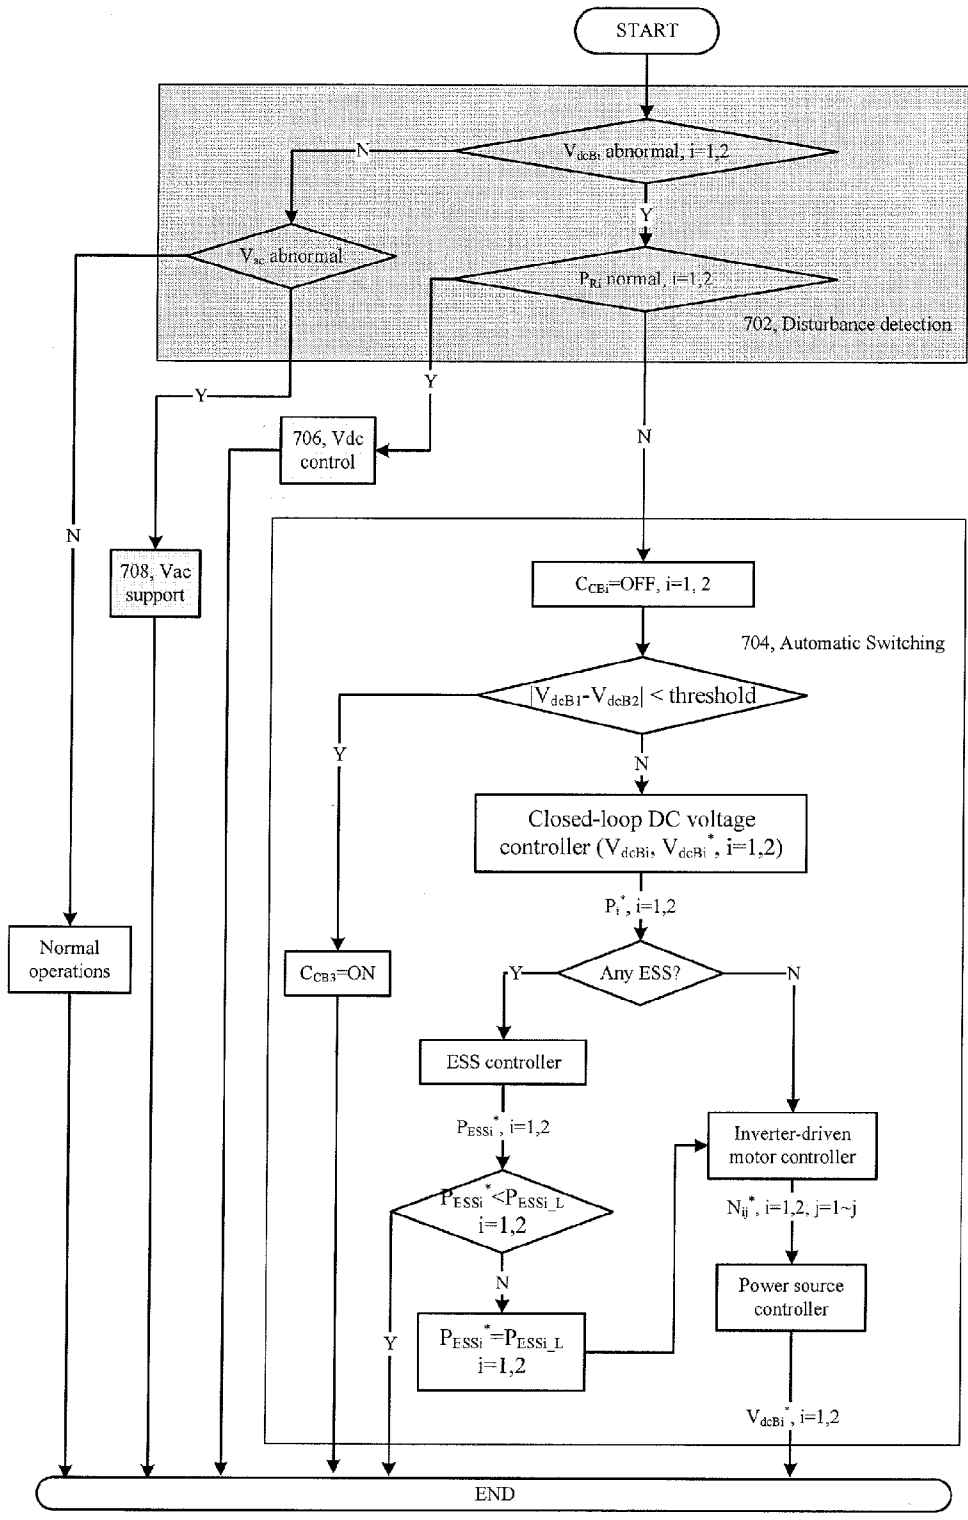 START
V_dcBi abnormal, i=1,2
N
Y
V_ac abnormal
P_Ri normal, i=1,2
702, Disturbance detection
Y
Y
706, Vdc
control
N
N
708, Vac
support
C_CBi=OFF, i=1, 2
704, Automatic Switching
|V_dcB1-V_dcB2| < threshold
Y
N
Closed-loop DC voltage
controller (V_dcBi, V_dcBi*, i=1,2)
P_i*, i=1,2
Normal
operations
C_CB3=ON
Y
Any ESS?
N
ESS controller
P_ESSi*, i=1,2
Inverter-driven
motor controller
P_ESSi*<P_ESSi_L
i=1,2
N_ij*, i=1,2, j=1~j
N
Power source
controller
Y
P_ESSi*=P_ESSi_L
i=1,2
V_dcBi*, i=1,2
END